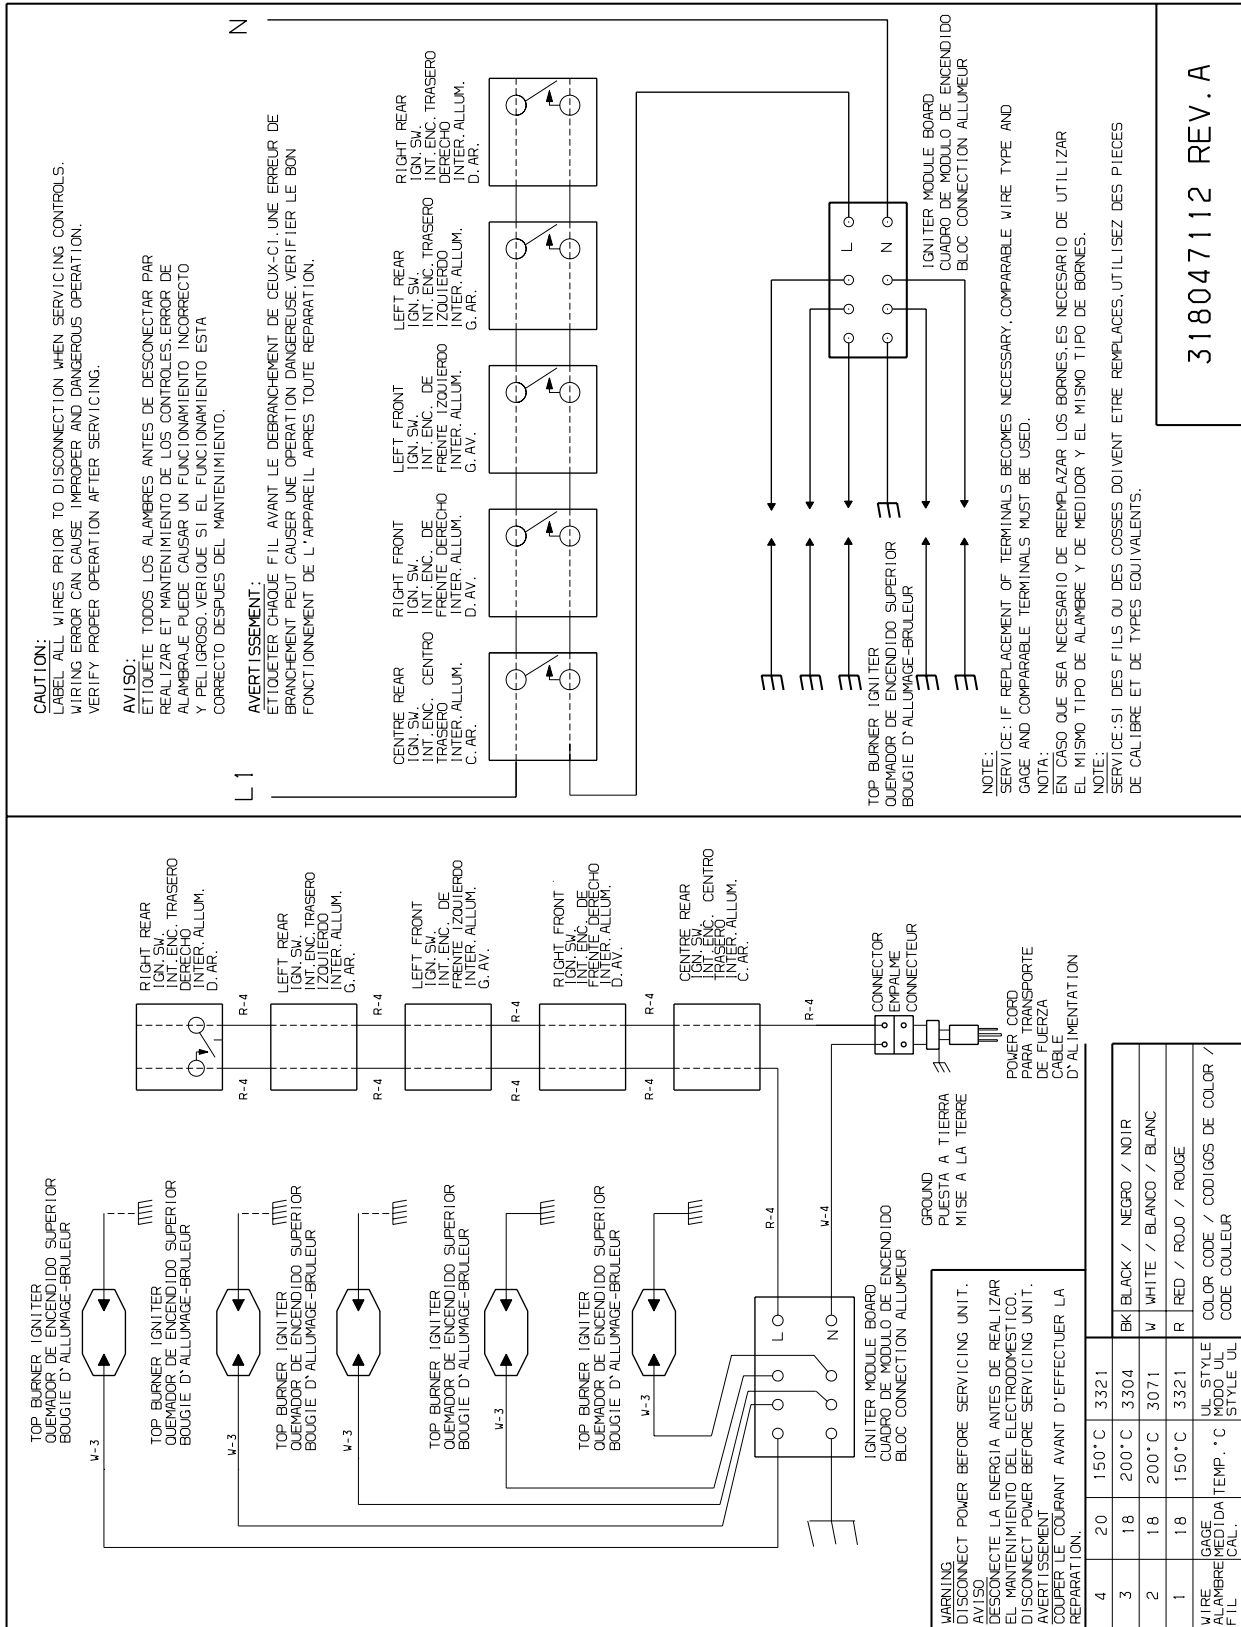 CAUTION:
LABEL ALL WIRES PRIOR TO DISCONNECTION WHEN SERVICING CONTROLS.
WIRING ERROR CAN CAUSE IMPROPER AND DANGEROUS OPERATION.
VERIFY PROPER OPERATION AFTER SERVICING.
AVISO:
ETIQUETE TODOS LOS ALAMBRES ANTES DE DESCONECTAR PAR
REALIZAR ET MANTENIMIENTO DE LOS CONTROLES.ERROR DE
ALAMBRAJE PUEDE CAUSAR UN FUNCIONAMIENTO INCORRECTO
Y PELIGROSO.VERIQUE SI EL FUNCIONAMIENTO ESTA
CORRECTO DESPUES DEL MANTENIMIENTO.
AVERTISSEMENT:
ETIQUETER CHAQUE FIL AVANT LE DEBRANCHEMENT DE CEUX-CI.UNE ERREUR DE
BRANCHEMENT PEUT CAUSER UNE OPERATION DANGEREUSE.VERIFIER LE BON
FONCTIONNEMENT DE L'APPAREIL APRES TOUTE REPARATION.
L1
N
CENTRE REAR
IGN.SW.
INT.ENC. CENTRO
TRASERO
INTER.ALLUM.
C.AR.
RIGHT FRONT
IGN.SW.
INT.ENC. DE
FRENTE DERECHO
INTER.ALLUM.
D.AV.
LEFT FRONT
IGN.SW.
INT.ENC. DE
FRENTE IZQUIERDO
INTER.ALLUM.
G.AV.
LEFT REAR
IGN.SW.
INT.ENC.TRASERO
IZQUIERDO
INTER.ALLUM.
G.AR.
RIGHT REAR
IGN.SW.
INT.ENC.TRASERO
DERECHO
INTER.ALLUM.
D.AR.
L
N
IGNITER MODULE BOARD
CUADRO DE MODULO DE ENCENDIDO
BLOC CONNECTION ALLUMEUR
TOP BURNER IGNITER
QUEMADOR DE ENCENDIDO SUPERIOR
BOUGIE D'ALLUMAGE-BRULEUR
NOTE:
SERVICE:IF REPLACEMENT OF TERMINALS BECOMES NECESSARY,COMPARABLE WIRE TYPE AND
GAGE AND COMPARABLE TERMINALS MUST BE USED.
NOTA:
EN CASO QUE SEA NECESARIO DE REEMPLAZAR LOS BORNES,ES NECESARIO DE UTILIZAR
EL MISMO TIPO DE ALAMBRE Y DE MEDIDOR Y EL MISMO TIPO DE BORNES.
NOTE:
SERVICE:SI DES FILS OU DES COSSES DOIVENT ETRE REMPLACES,UTILISEZ DES PIECES
DE CALIBRE ET DE TYPES EQUIVALENTS.
318047112 REV.A
TOP BURNER IGNITER
QUEMADOR DE ENCENDIDO SUPERIOR
BOUGIE D'ALLUMAGE-BRULEUR
W-3
TOP BURNER IGNITER
QUEMADOR DE ENCENDIDO SUPERIOR
BOUGIE D'ALLUMAGE-BRULEUR
W-3
TOP BURNER IGNITER
QUEMADOR DE ENCENDIDO SUPERIOR
BOUGIE D'ALLUMAGE-BRULEUR
W-3
TOP BURNER IGNITER
QUEMADOR DE ENCENDIDO SUPERIOR
BOUGIE D'ALLUMAGE-BRULEUR
W-3
TOP BURNER IGNITER
QUEMADOR DE ENCENDIDO SUPERIOR
BOUGIE D'ALLUMAGE-BRULEUR
W-3
RIGHT REAR
IGN.SW.
INT.ENC.TRASERO
DERECHO
INTER.ALLUM.
D.AR.
R-4
R-4
LEFT REAR
IGN.SW.
INT.ENC.TRASERO
IZQUIERDO
INTER.ALLUM.
G.AR.
R-4
R-4
LEFT FRONT
IGN.SW.
INT.ENC. DE
FRENTE IZQUIERDO
INTER.ALLUM.
G.AV.
R-4
R-4
RIGHT FRONT
IGN.SW.
INT.ENC. DE
FRENTE DERECHO
INTER.ALLUM.
D.AV.
R-4
R-4
CENTRE REAR
IGN.SW.
INT.ENC. CENTRO
TRASERO
INTER.ALLUM.
C.AR.
R-4
R-4
W-4
L
N
IGNITER MODULE BOARD
CUADRO DE MODULO DE ENCENDIDO
BLOC CONNECTION ALLUMEUR
CONNECTOR
EMPALME
CONNECTEUR
GROUND
PUESTA A TIERRA
MISE A LA TERRE
POWER CORD
PARA TRANSPORTE
DE FUERZA
CABLE
D'ALIMENTATION
WARNING
DISCONNECT POWER BEFORE SERVICING UNIT.
AVISO
DESCONECTE LA ENERGIA ANTES DE REALIZAR
EL MANTENIMIENTO DEL ELECTRODOMESTICO.
DISCONNECT POWER BEFORE SERVICING UNIT.
AVERTISSEMENT
COUPER LE COURANT AVANT D'EFFECTUER LA
REPARATION.
4 20 150°C 3321
3 18 200°C 3304 BK BLACK / NEGRO / NOIR
2 18 200°C 3071 W WHITE / BLANCO / BLANC
1 18 150°C 3321 R RED / ROJO / ROUGE
WIRE GAGE UL STYLE COLOR CODE / CODIGOS DE COLOR /
ALAMBRE MEDIDA TEMP.°C MODO UL CODE COULEUR
FIL CAL. STYLE UL